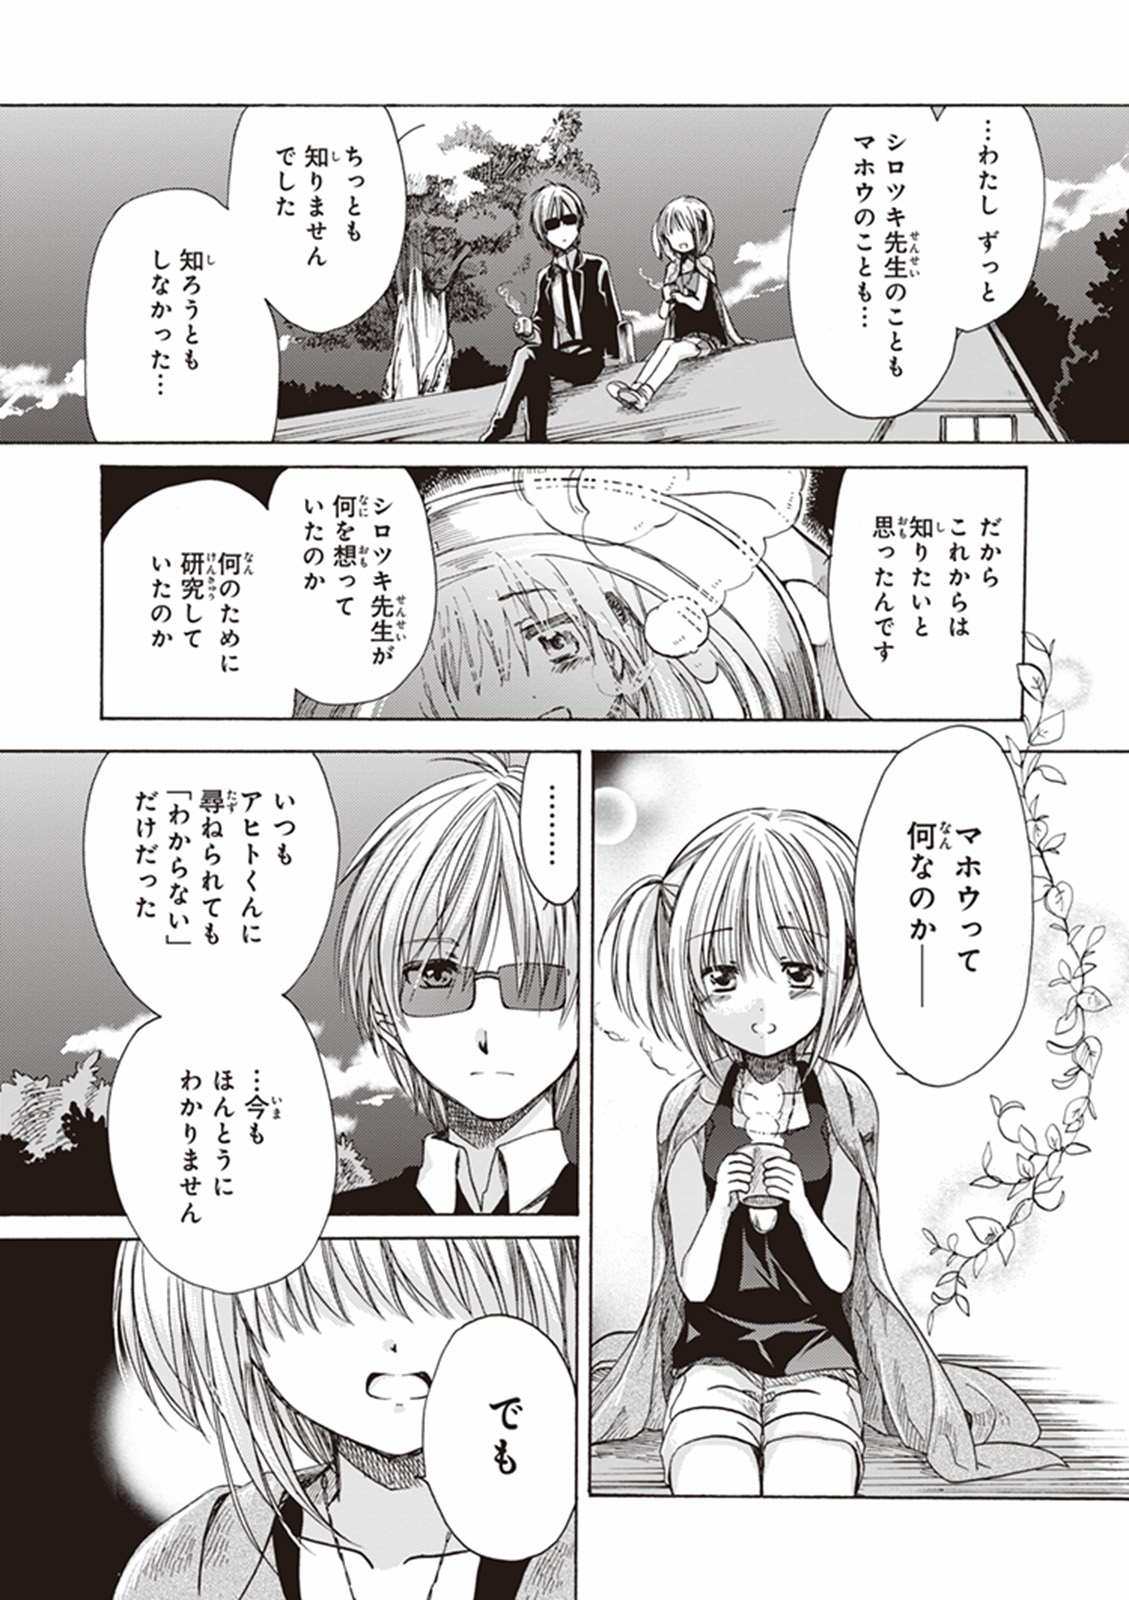 …わたし ずっと
シロツキ先生のことも
マホウのことも…
ちっとも
知りません
でした
知ろうとも
しなかった…
だから
これからは
知りたいと
思ったんです
シロツキ先生が
何を想って
いたのか
何のために
研究して
いたのか
マホウって
何なのか――
………
いつも
アヒトくんに
尋ねられても
「わからない」
だけだった
…今も
ほんとうに
わかりません
でも